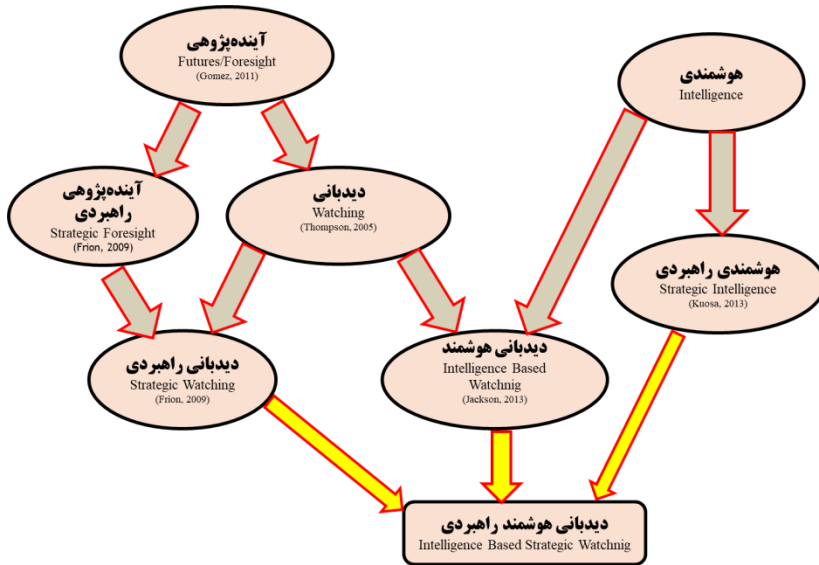 آینده‌پژوهی
Futures/Foresight
(Gomez, 2011)
هوشمندی
Intelligence
آینده‌پژوهی
راهبردی
Strategic Foresight
(Frion, 2009)
دیدبانی
Watching
(Thompson, 2005)
هوشمندی راهبردی
Strategic Intelligence
(Kuosa, 2013)
دیدبانی راهبردی
Strategic Watching
(Frion, 2009)
دیدبانی هوشمند
Intelligence Based
Watchnig
(Jackson, 2013)
دیدبانی هوشمند راهبردی
Intelligence Based Strategic Watchnig